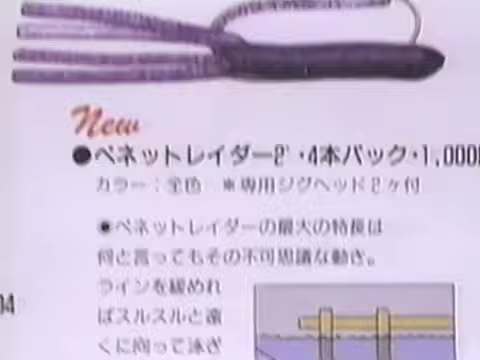 New
●ペネットレイダー2"・4本パック・1,000
カラー：全色 ＊専用ジグヘッド2ヶ付
●ペネットレイダーの最大の特長は
何と言ってもその不可思議な動き。
ラインを緩めれ
ばスルスルと遠
くに向って泳ぎ
04